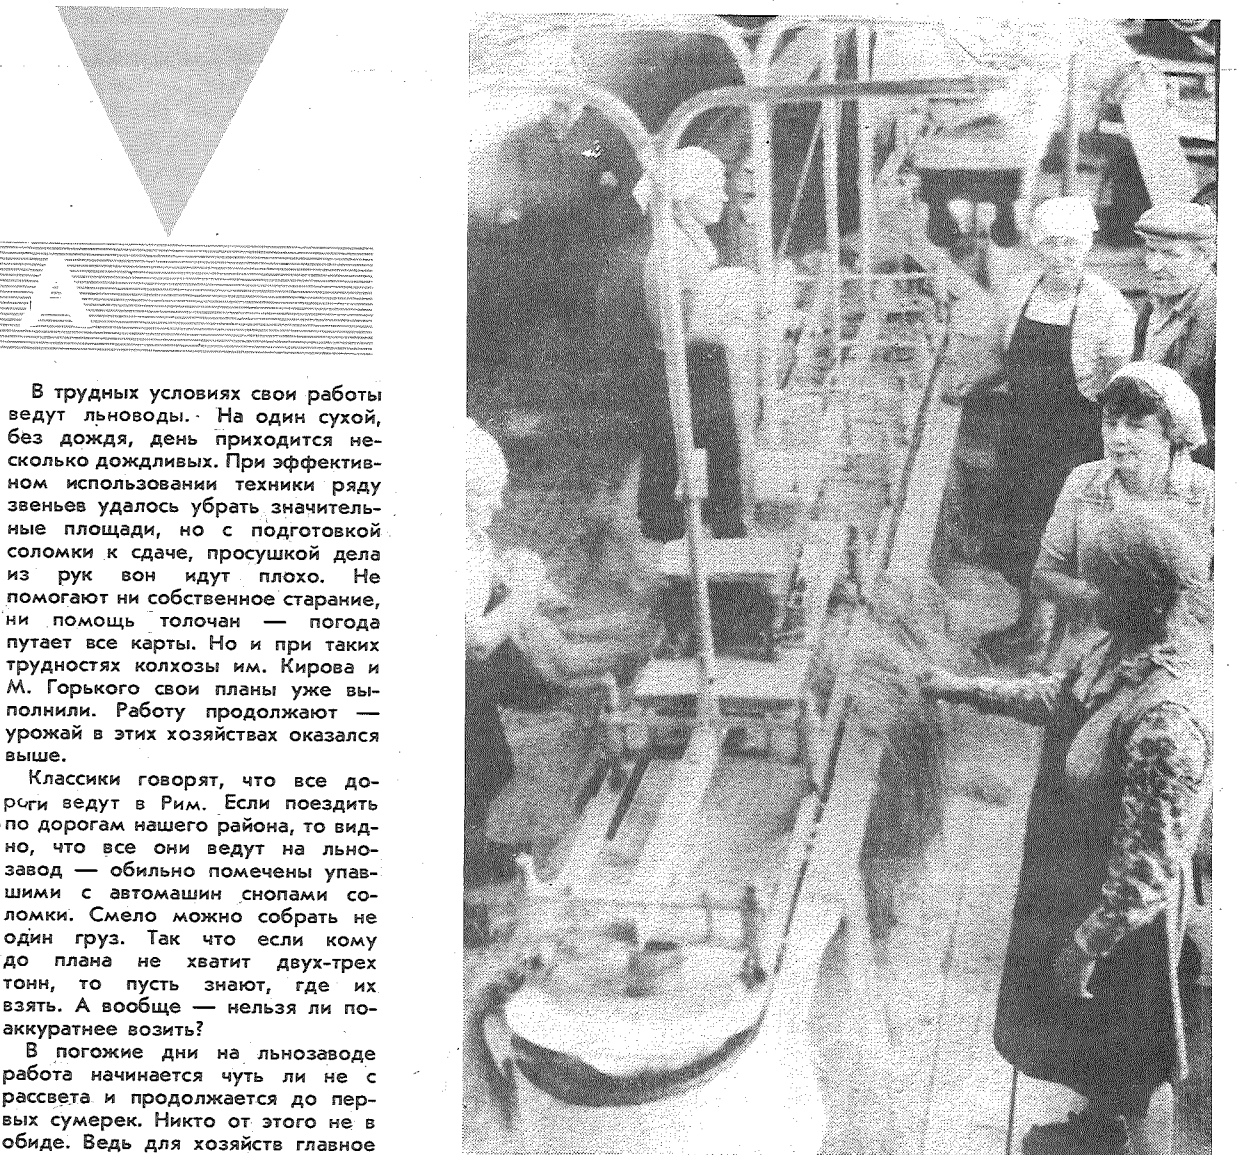 А
В трудных условиях свои работы
ведут льноводы. На один сухой,
без дождя, день приходится не-
сколько дождливых. При эффектив-
ном использовании техники ряду
звеньев удалось убрать значитель-
ные площади, но с подготовкой
соломки к сдаче, просушкой дела
из рук вон идут плохо. Не
помогают ни собственное старание,
ни помощь толочан — погода
путает все карты. Но и при таких
трудностях колхозы им. Кирова и
М. Горького свои планы уже вы-
полнили. Работу продолжают —
урожай в этих хозяйствах оказался
выше.
Классики говорят, что все до-
роги ведут в Рим. Если поездить
по дорогам нашего района, то вид-
но, что все они ведут на льно-
завод — обильно помечены упав-
шими с автомашин снопами со-
ломки. Смело можно собрать не
один груз. Так что если кому
до плана не хватит двух-трех
тонн, то пусть знают, где их
взять. А вообще — нельзя ли по-
аккуратнее возить?
В погожие дни на льнозаводе
работа начинается чуть ли не с
рассвета и продолжается до пер-
вых сумерек. Никто от этого не в
обиде. Ведь для хозяйств главное